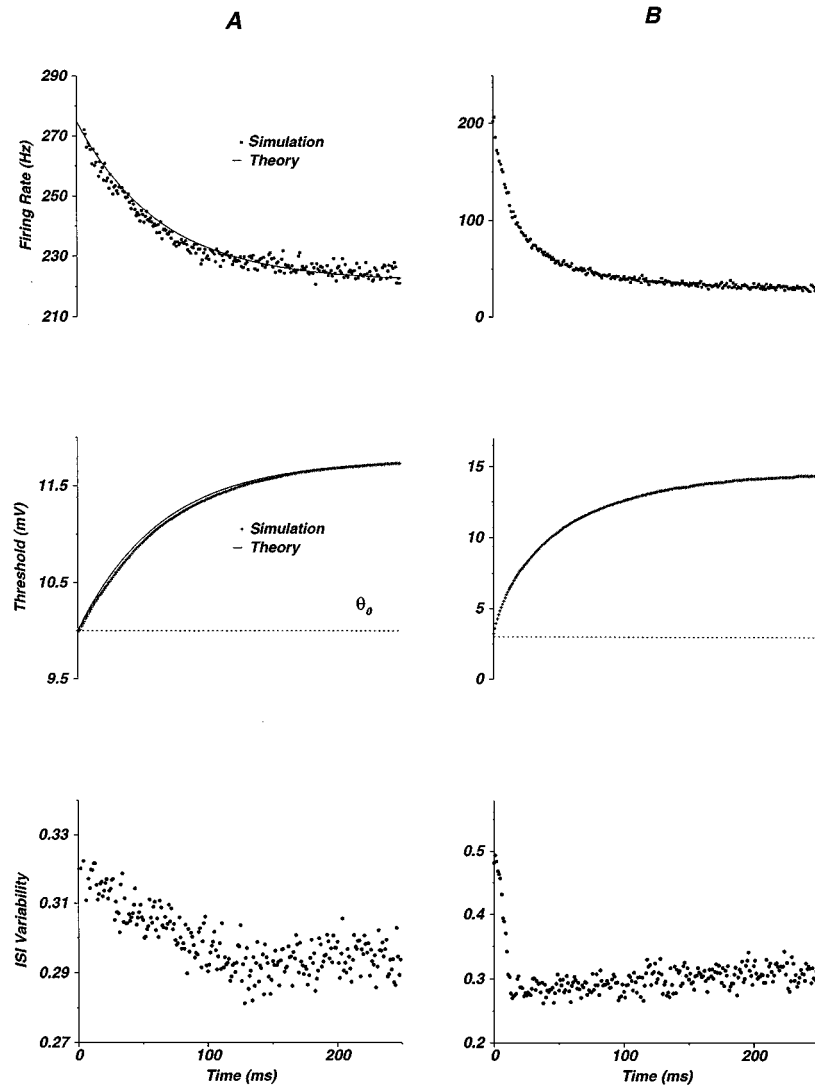 A
B
290
270
250
230
210
Firing Rate (Hz)
Simulation
Theory
200
100
0
11.5
10.5
9.5
Threshold (mV)
Simulation
Theory
θ0
15
10
5
0
0.33
0.31
0.29
0.27
ISI Variability
0
100
200
Time (ms)
0.5
0.4
0.3
0.2
0
100
200
Time (ms)